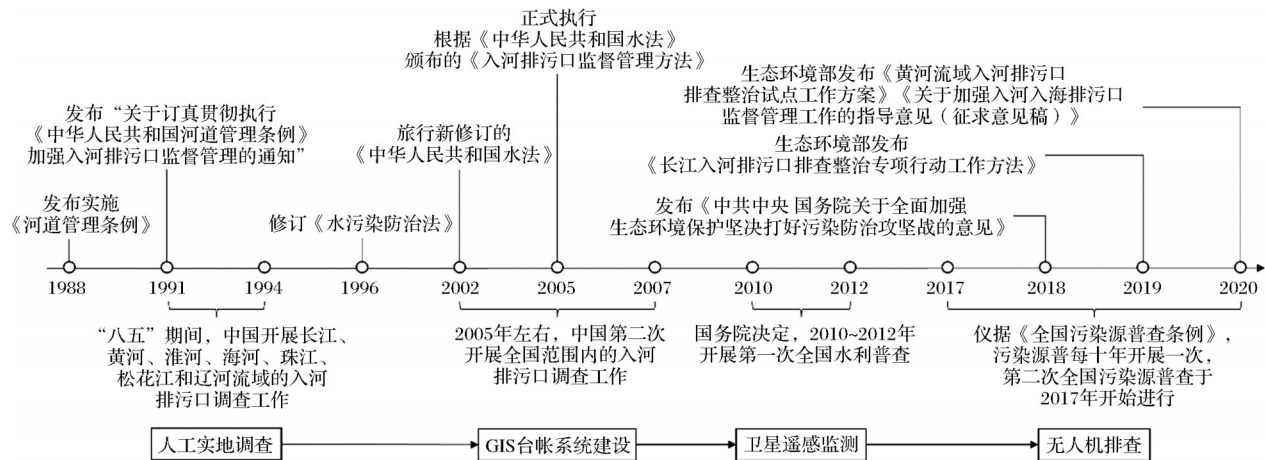 正式执行
根据《中华人民共和国水法》
颁布的《入河排污口监督管理方法》
生态环境部发布《黄河流域入河排污口
排查整治试点工作方案》《关于加强入河入海排污口
监督管理工作的指导意见（征求意见稿）》
发布“关于订真贯彻执行
《中华人民共和国河道管理条例》
加强入河排污口监督管理的通知”
旅行新修订的
《中华人民共和国水法》
生态环境部发布
《长江入河排污口排查整治专项行动工作方法》
发布实施
《河道管理条例》
修订《水污染防治法》
发布《中共中央 国务院关于全面加强
生态环境保护坚决打好污染防治攻坚战的意见》
1988 1991 1994 1996 2002 2005 2007 2010 2012 2017 2018 2019 2020
“八五”期间，中国开展长江、
黄河、淮河、海河、珠江、
松花江和辽河流域的入河
排污口调查工作
2005年左右，中国第二次
开展全国范围内的入河
排污口调查工作
国务院决定，2010~2012年
开展第一次全国水利普查
仪据《全国污染源普查条例》，
污染源普每十年开展一次，
第二次全国污染源普查于
2017年开始进行
人工实地调查
GIS台帐系统建设
卫星遥感监测
无人机排查